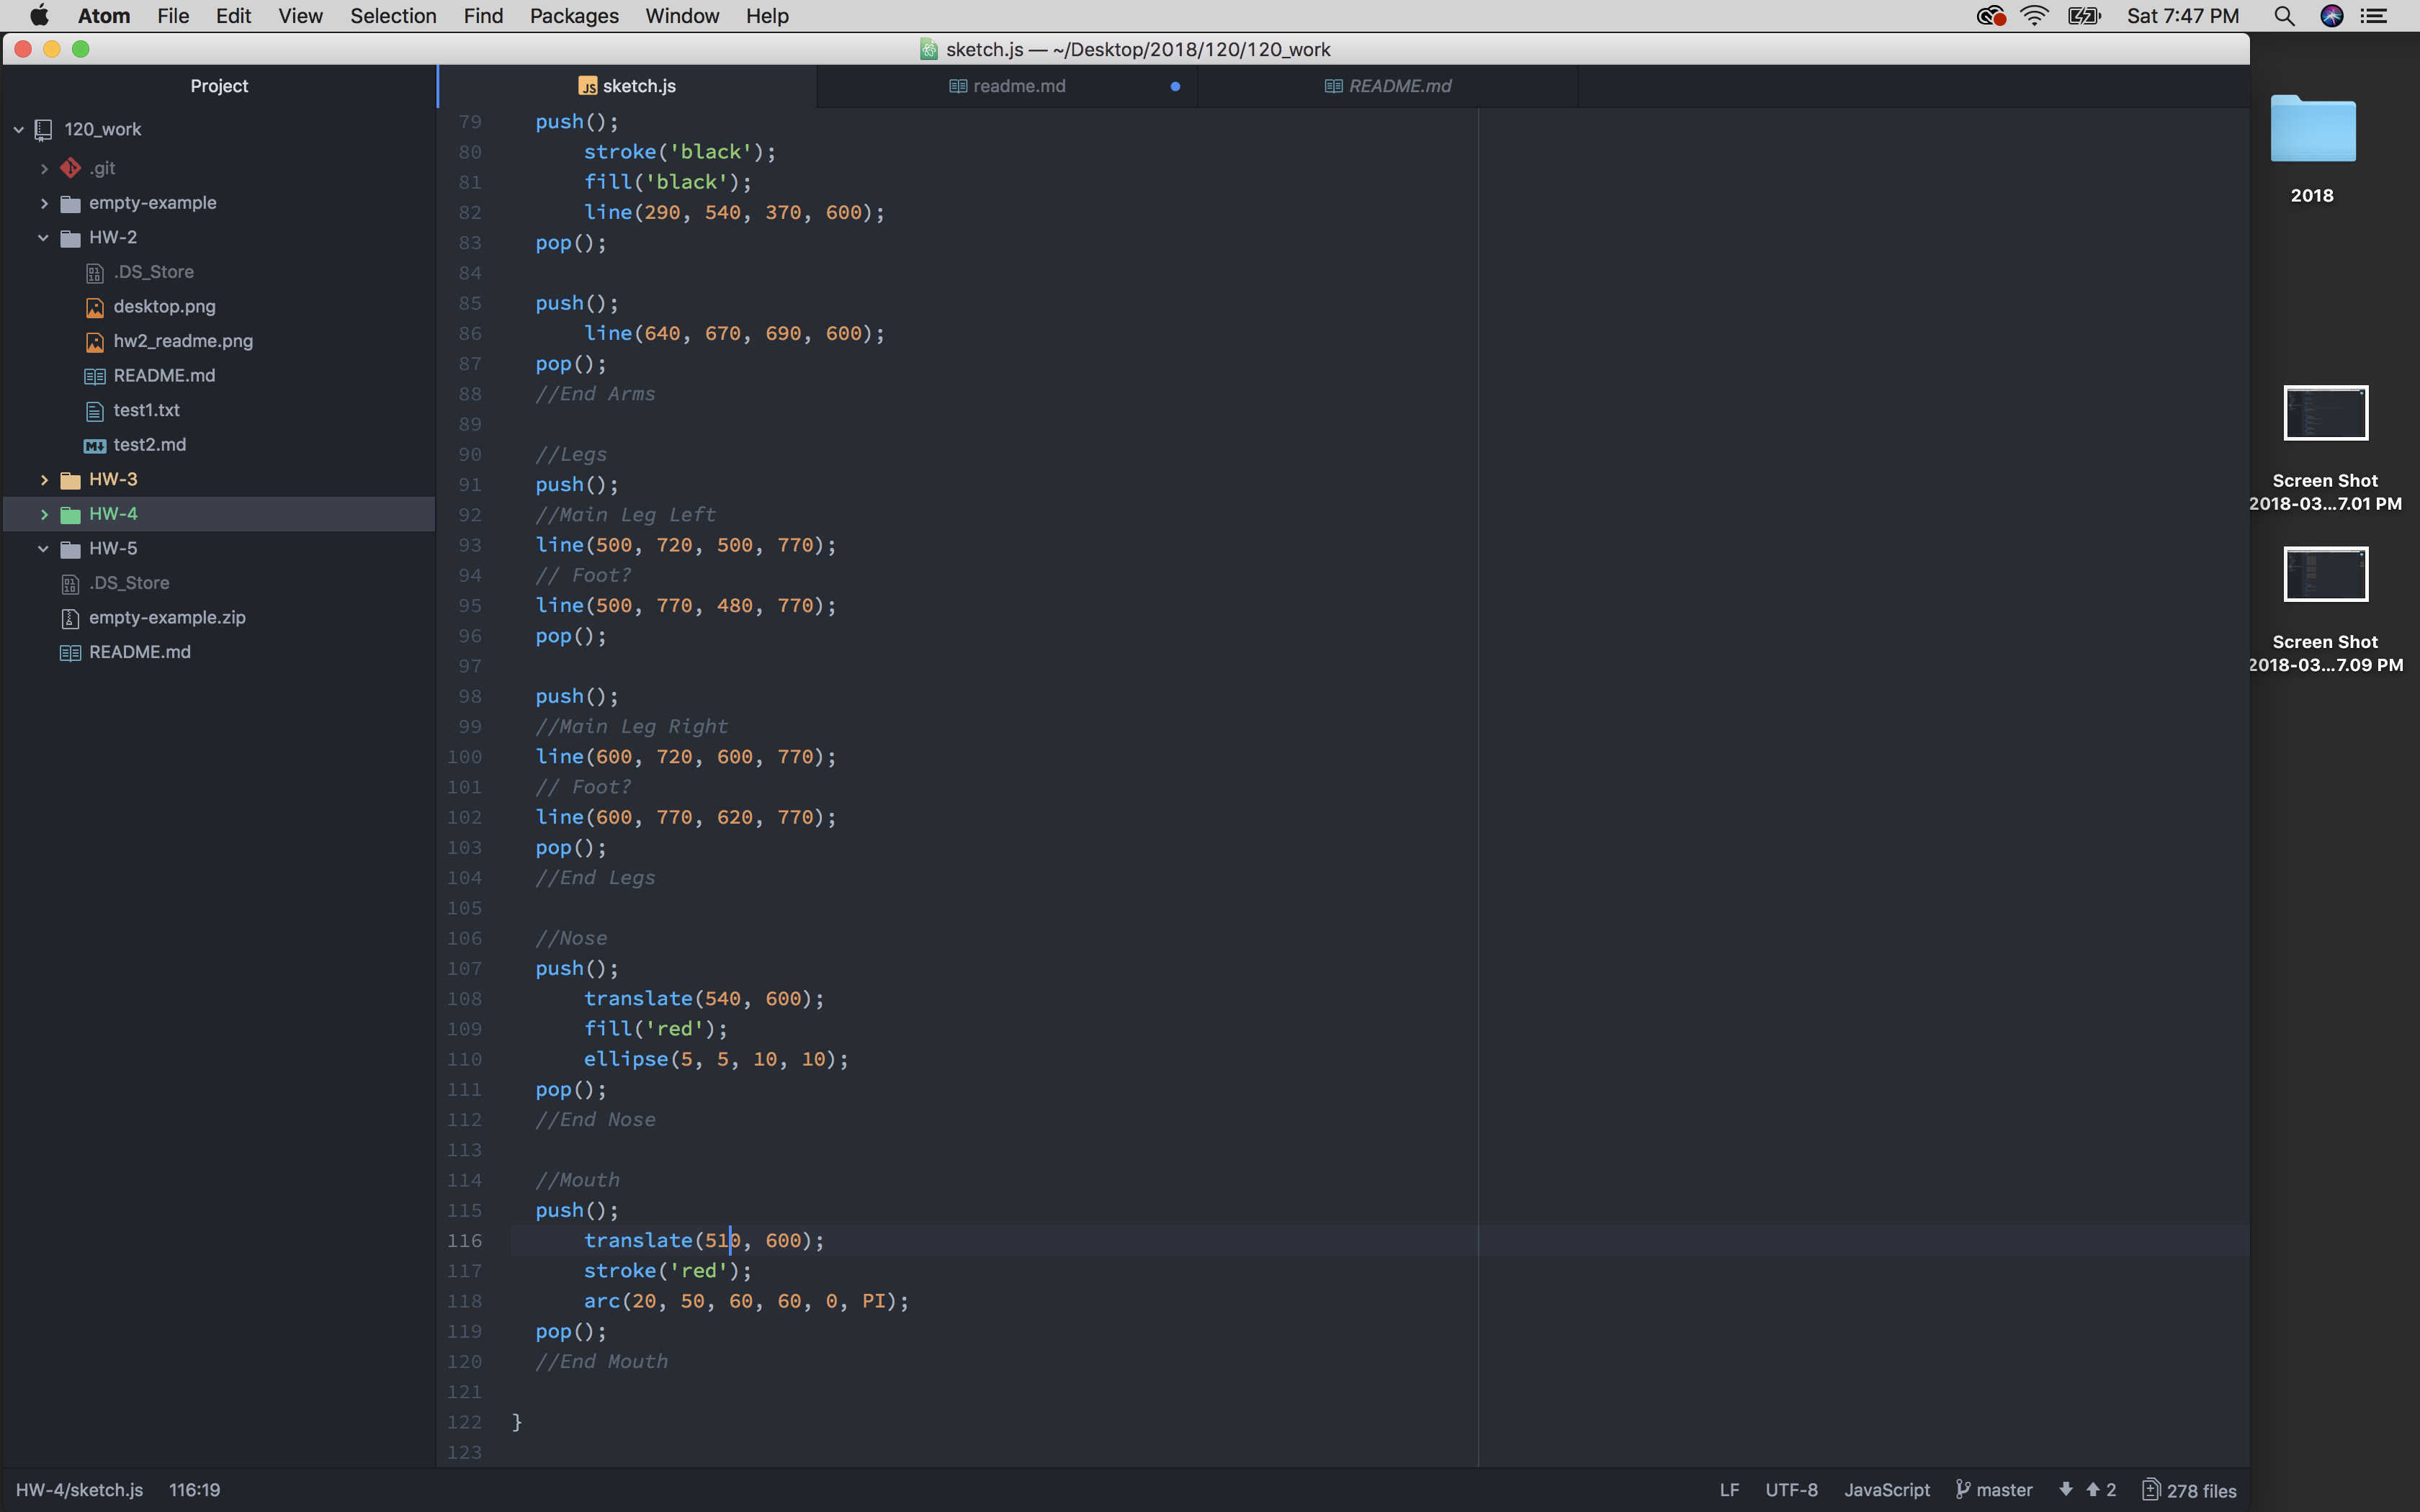 Atom File Edit View Selection Find Packages Window Help Sat 7:47 PM
sketch.js — ~/Desktop/2018/120/120_work
Project
sketch.js
readme.md
README.md
120_work
.git
empty-example
HW-2
.DS_Store
desktop.png
hw2_readme.png
README.md
test1.txt
test2.md
HW-3
HW-4
HW-5
.DS_Store
empty-example.zip
README.md
79 push();
80 stroke('black');
81 fill('black');
82 line(290, 540, 370, 600);
83 pop();
84
85 push();
86 line(640, 670, 690, 600);
87 pop();
88 //End Arms
89
90 //Legs
91 push();
92 //Main Leg Left
93 line(500, 720, 500, 770);
94 // Foot?
95 line(500, 770, 480, 770);
96 pop();
97
98 push();
99 //Main Leg Right
100 line(600, 720, 600, 770);
101 // Foot?
102 line(600, 770, 620, 770);
103 pop();
104 //End Legs
105
106 //Nose
107 push();
108 translate(540, 600);
109 fill('red');
110 ellipse(5, 5, 10, 10);
111 pop();
112 //End Nose
113
114 //Mouth
115 push();
116 translate(510, 600);
117 stroke('red');
118 arc(20, 50, 60, 60, 0, PI);
119 pop();
120 //End Mouth
121
122 }
123
HW-4/sketch.js 116:19
LF UTF-8 JavaScript master 2 278 files
2018
Screen Shot
2018-03...7.01 PM
Screen Shot
2018-03...7.09 PM